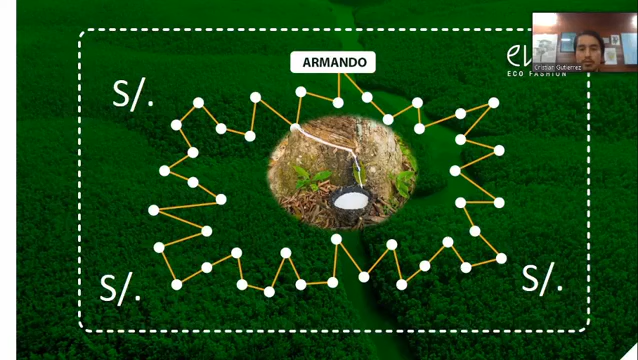 ARMANDO
S/.
ECO FASHION
Cristian Gutierrez
S/.
S/.